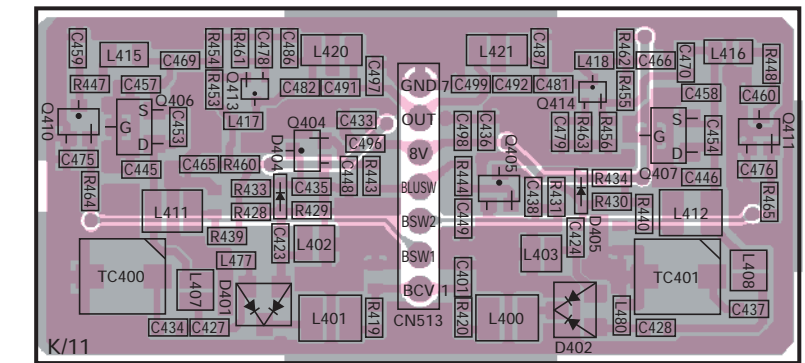 C459
L415
C469
R454
R461
C478
C486
L420
C497
L421
C487
L418
R462
C466
C470
L416
R448
R447
C457
R453
Q413
C482
C491
GND
7
C499
C492
C481
Q414
R455
C458
C460
Q410
Q406
S
G
D
C453
L417
Q404
C433
OUT
C498
C436
C479
R463
R456
S
G
D
C454
Q411
C475
C445
C465
R460
D404
C496
C448
R443
8V
Q405
R444
Q407
C446
C476
R464
R433
C435
BLUSW
C438
R431
R434
R430
R440
L412
R465
L411
R428
R429
BSW2
C449
D405
C424
R439
C423
L402
BSW1
L403
TC400
L477
L407
D401
BCV
1
C401
TC401
L408
C437
C434
C427
L401
R419
CN513
R420
L400
D402
L480
C428
K/11